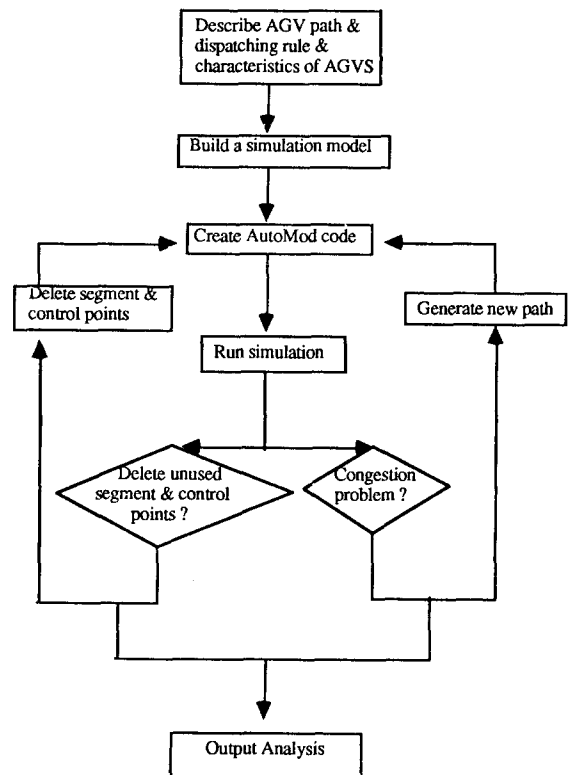 Describe AGV path &
dispatching rule &
characteristics of AGVS
Build a simulation model
Create AutoMod code
Delete segment &
control points
Generate new path
Run simulation
Delete unused
segment & control
points ?
Congestion
problem ?
Output Analysis